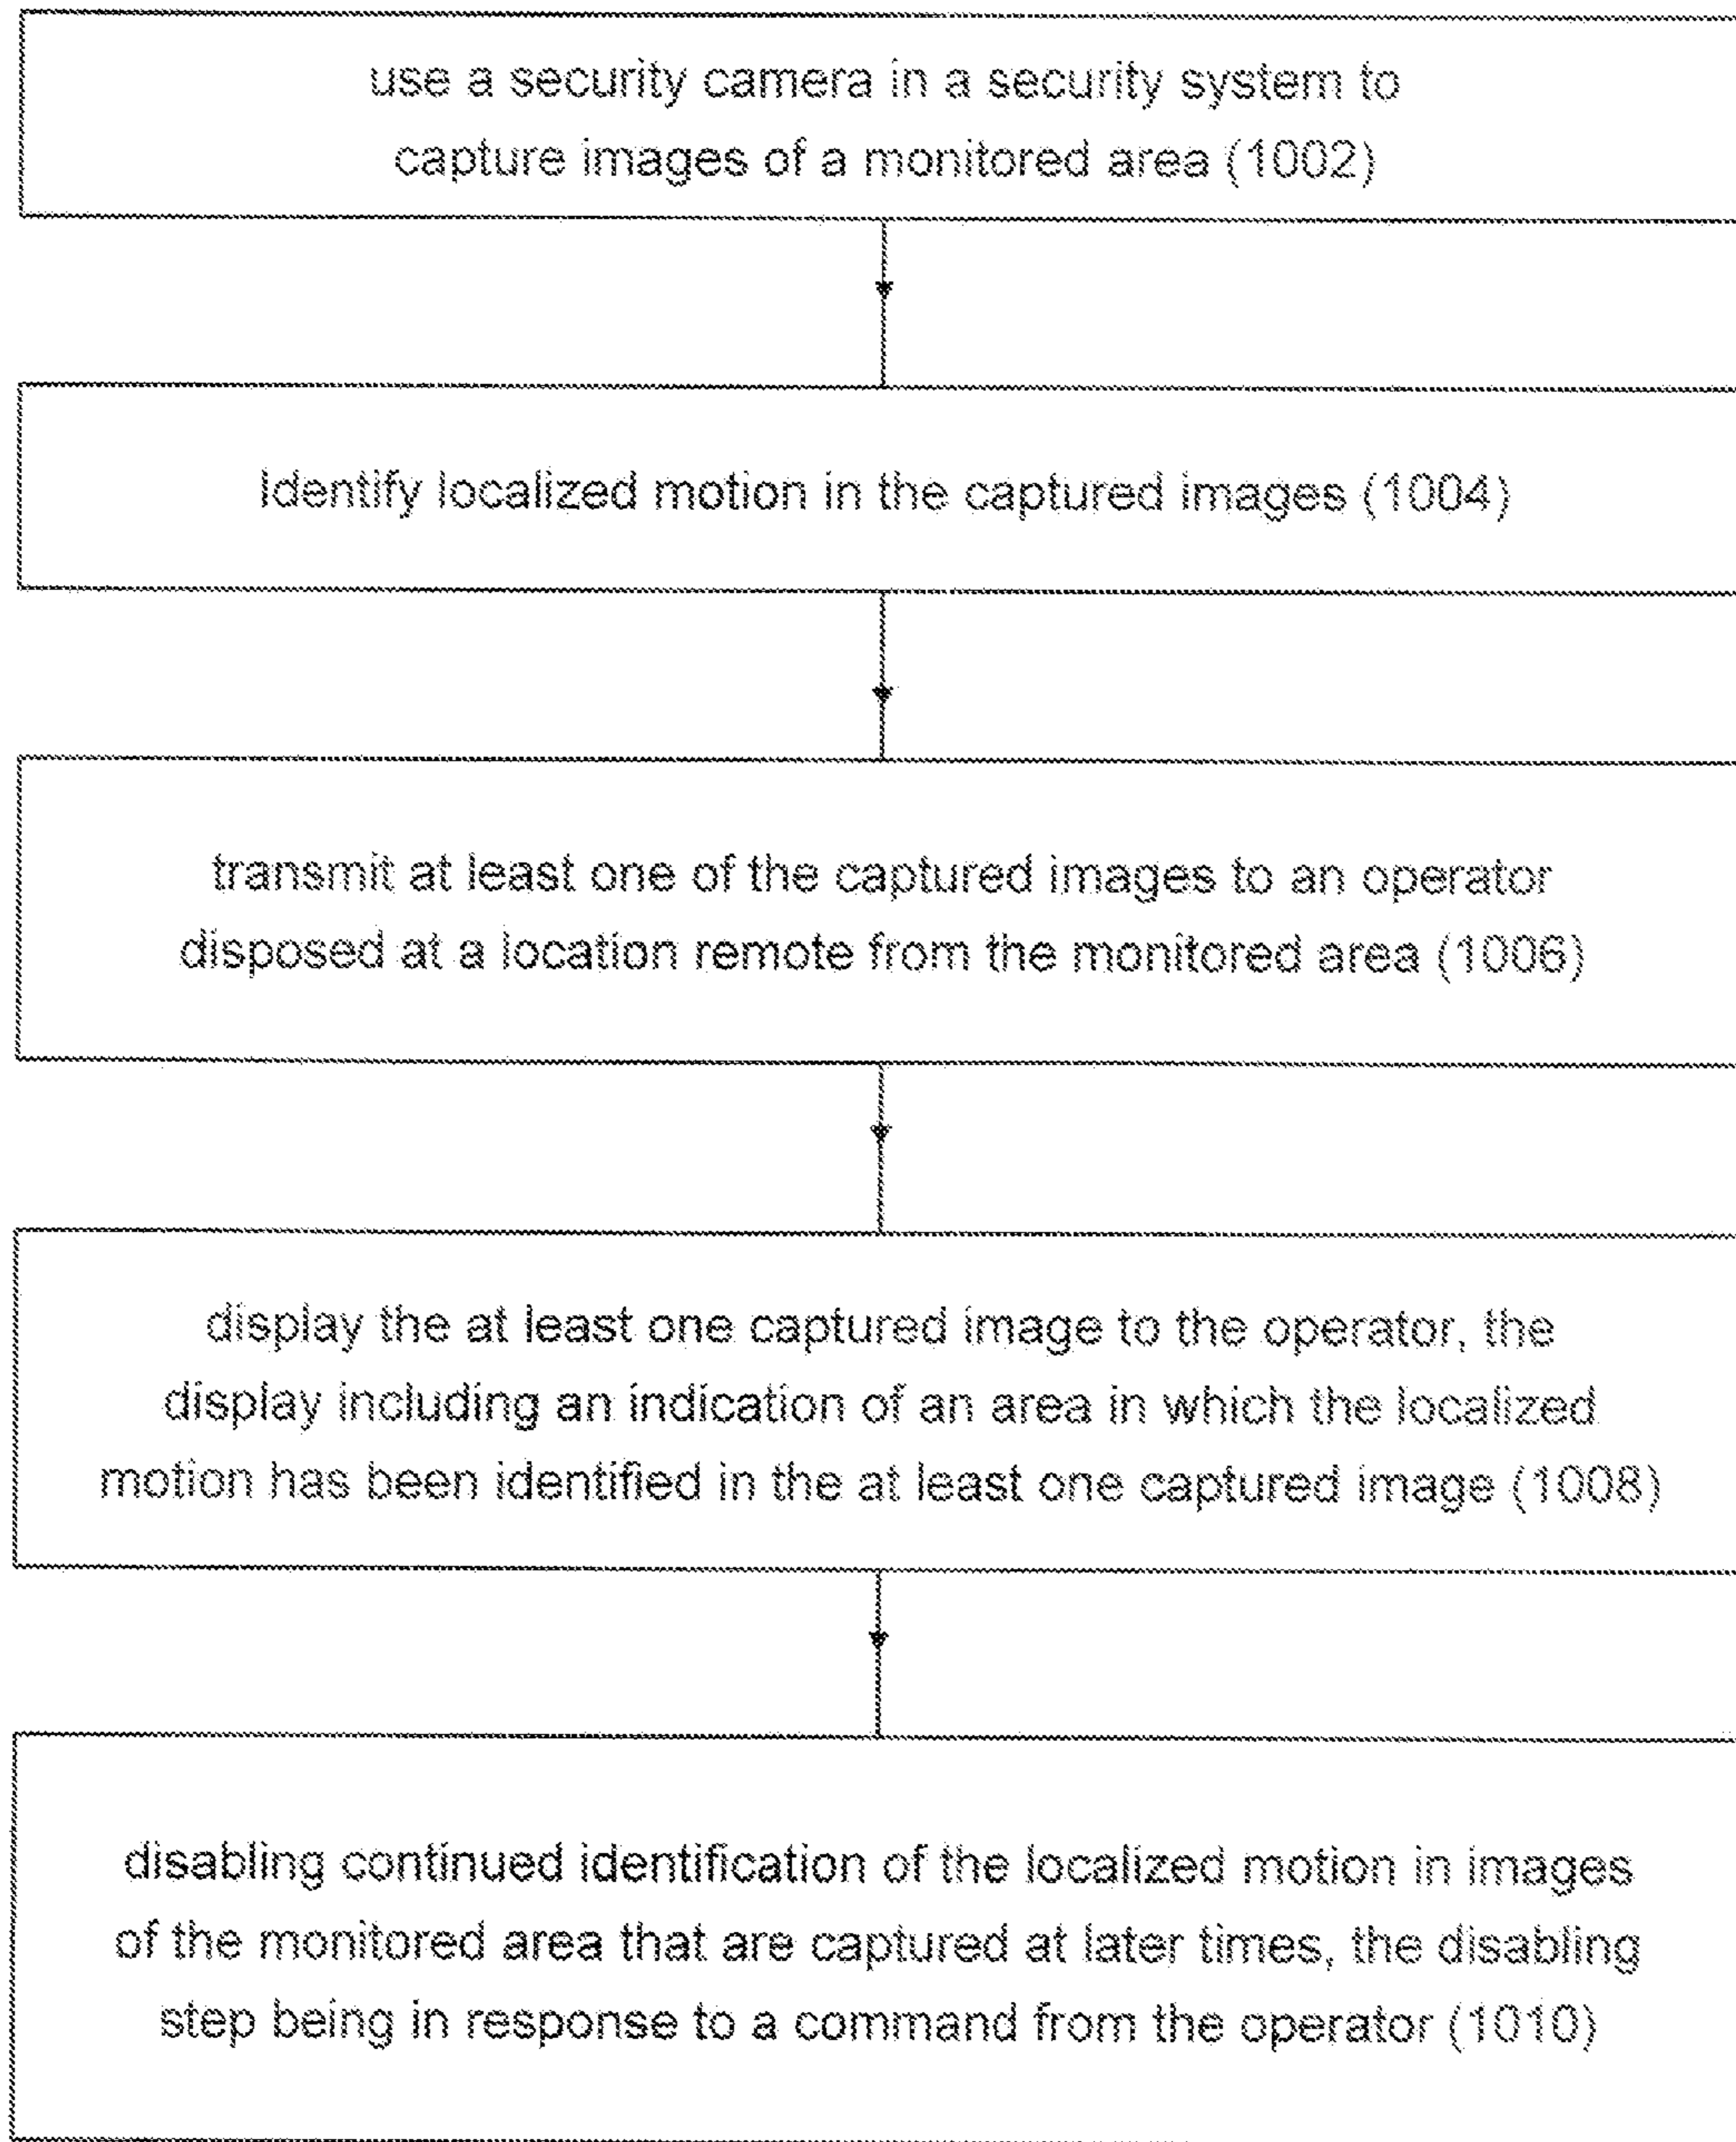 use a security camera in a security system to
capture images of a monitored area (1002)
Identify localized motion in the captured images (1004)
transmit at least one of the captured images to an operator
disposed at a location remote from the monitored area (1006)
display the at least one captured image to the operator, the
display including an indication of an area in which the localized
motion has been identified in the at least one captured image (1008)
disabling continued identification of the localized motion in images
of the monitored area that are captured at later times, the disabling
step being in response to a command from the operator (1010)